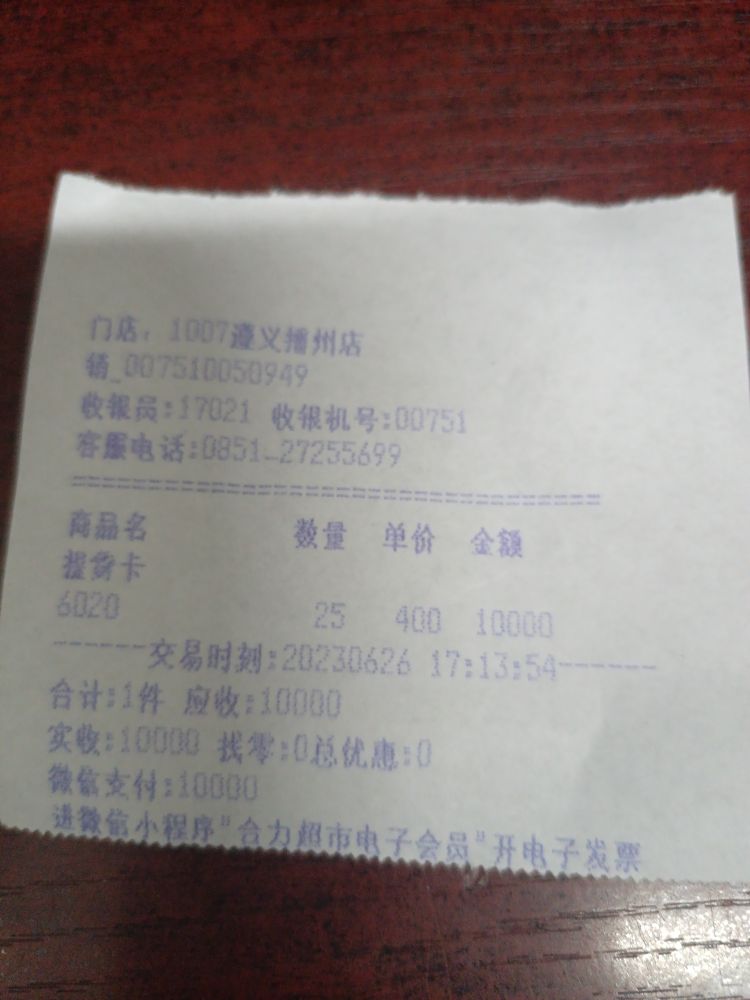 门店：1007遵义播州店
销_007510050949
收银员:17021 收银机号:00751
客服电话:0851-27255699
================================
商品名 数量 单价 金额
提货卡
6020 25 400 10000
------交易时刻:20230626 17:13:54------
合计:1件 应收:10000
实收:10000 找零:0总优惠:0
微信支付:10000
进微信小程序"合力超市电子会员"开电子发票